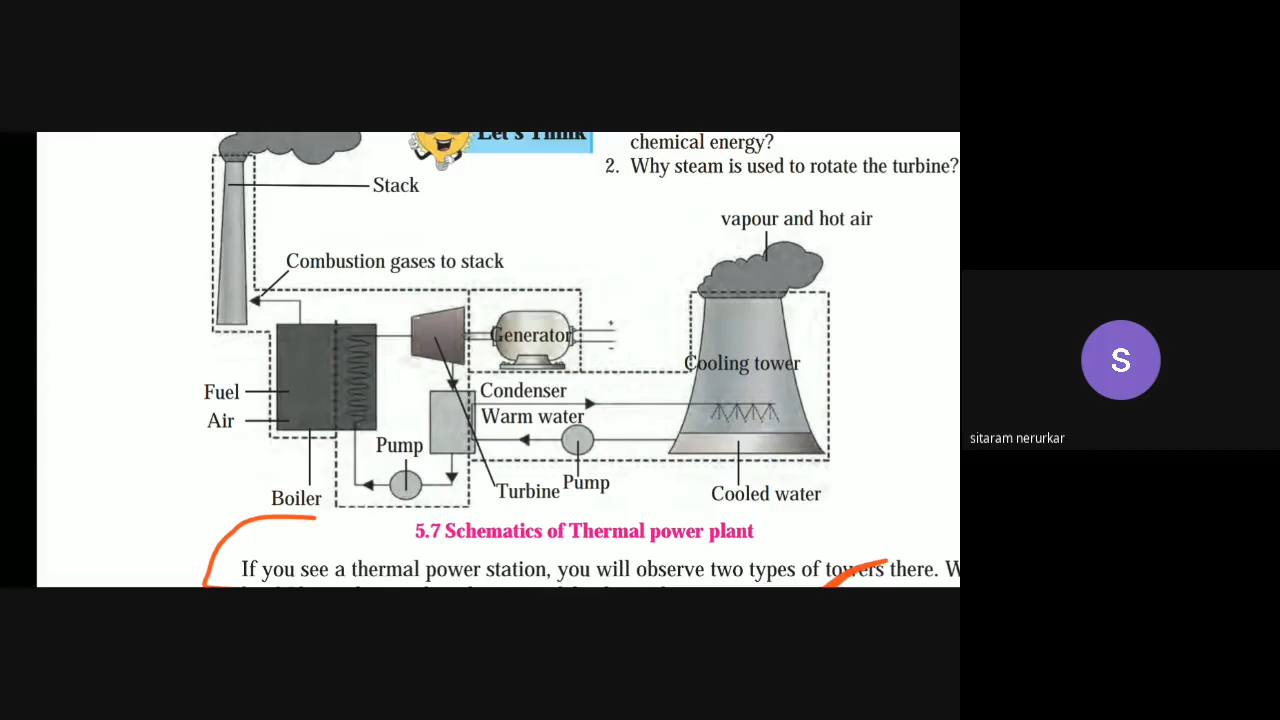 Let's Think
chemical energy?
2. Why steam is used to rotate the turbine?
Stack
vapour and hot air
Combustion gases to stack
+
Generator
-
Cooling tower
Fuel
Condenser
Air
Warm water
Pump
Pump
Turbine
Boiler
Cooled water
5.7 Schematics of Thermal power plant
If you see a thermal power station, you will observe two types of towers there. W
S
sitaram nerurkar